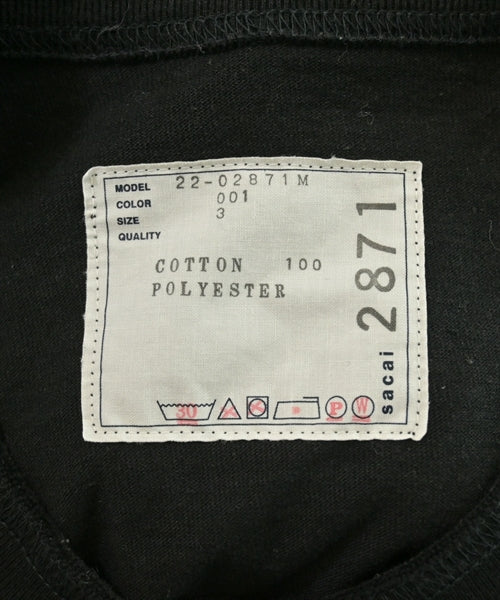 MODEL 22-02871M
COLOR 001
SIZE 3
QUALITY
COTTON 100
POLYESTER
30 P W
sacai 2871